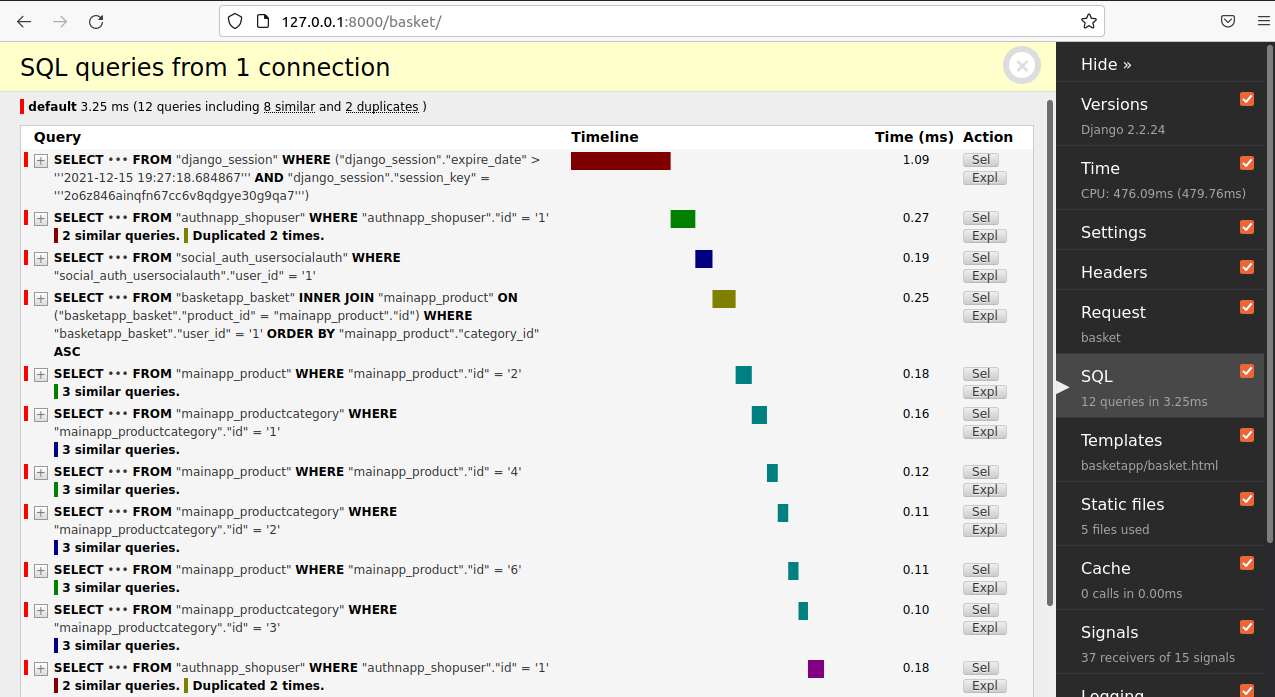 127.0.0.1:8000/basket/
SQL queries from 1 connection
default 3.25 ms (12 queries including 8 similar and 2 duplicates )
Query Timeline Time (ms) Action
SELECT ••• FROM "django_session" WHERE ("django_session"."expire_date" > 1.09 Sel
'''2021-12-15 19:27:18.684867''' AND "django_session"."session_key" = Expl
'''2o6z846ainqfn67cc6v8qdgye30g9qa7''')
SELECT ••• FROM "authnapp_shopuser" WHERE "authnapp_shopuser"."id" = '1' 0.27 Sel
2 similar queries. Duplicated 2 times. Expl
SELECT ••• FROM "social_auth_usersocialauth" WHERE 0.19 Sel
"social_auth_usersocialauth"."user_id" = '1' Expl
SELECT ••• FROM "basketapp_basket" INNER JOIN "mainapp_product" ON 0.25 Sel
("basketapp_basket"."product_id" = "mainapp_product"."id") WHERE Expl
"basketapp_basket"."user_id" = '1' ORDER BY "mainapp_product"."category_id"
ASC
SELECT ••• FROM "mainapp_product" WHERE "mainapp_product"."id" = '2' 0.18 Sel
3 similar queries. Expl
SELECT ••• FROM "mainapp_productcategory" WHERE 0.16 Sel
"mainapp_productcategory"."id" = '1' Expl
3 similar queries.
SELECT ••• FROM "mainapp_product" WHERE "mainapp_product"."id" = '4' 0.12 Sel
3 similar queries. Expl
SELECT ••• FROM "mainapp_productcategory" WHERE 0.11 Sel
"mainapp_productcategory"."id" = '2' Expl
3 similar queries.
SELECT ••• FROM "mainapp_product" WHERE "mainapp_product"."id" = '6' 0.11 Sel
3 similar queries. Expl
SELECT ••• FROM "mainapp_productcategory" WHERE 0.10 Sel
"mainapp_productcategory"."id" = '3' Expl
3 similar queries.
SELECT ••• FROM "authnapp_shopuser" WHERE "authnapp_shopuser"."id" = '1' 0.18 Sel
2 similar queries. Duplicated 2 times. Expl
Hide »
Versions
Django 2.2.24
Time
CPU: 476.09ms (479.76ms)
Settings
Headers
Request
basket
SQL
12 queries in 3.25ms
Templates
basketapp/basket.html
Static files
5 files used
Cache
0 calls in 0.00ms
Signals
37 receivers of 15 signals
Logging